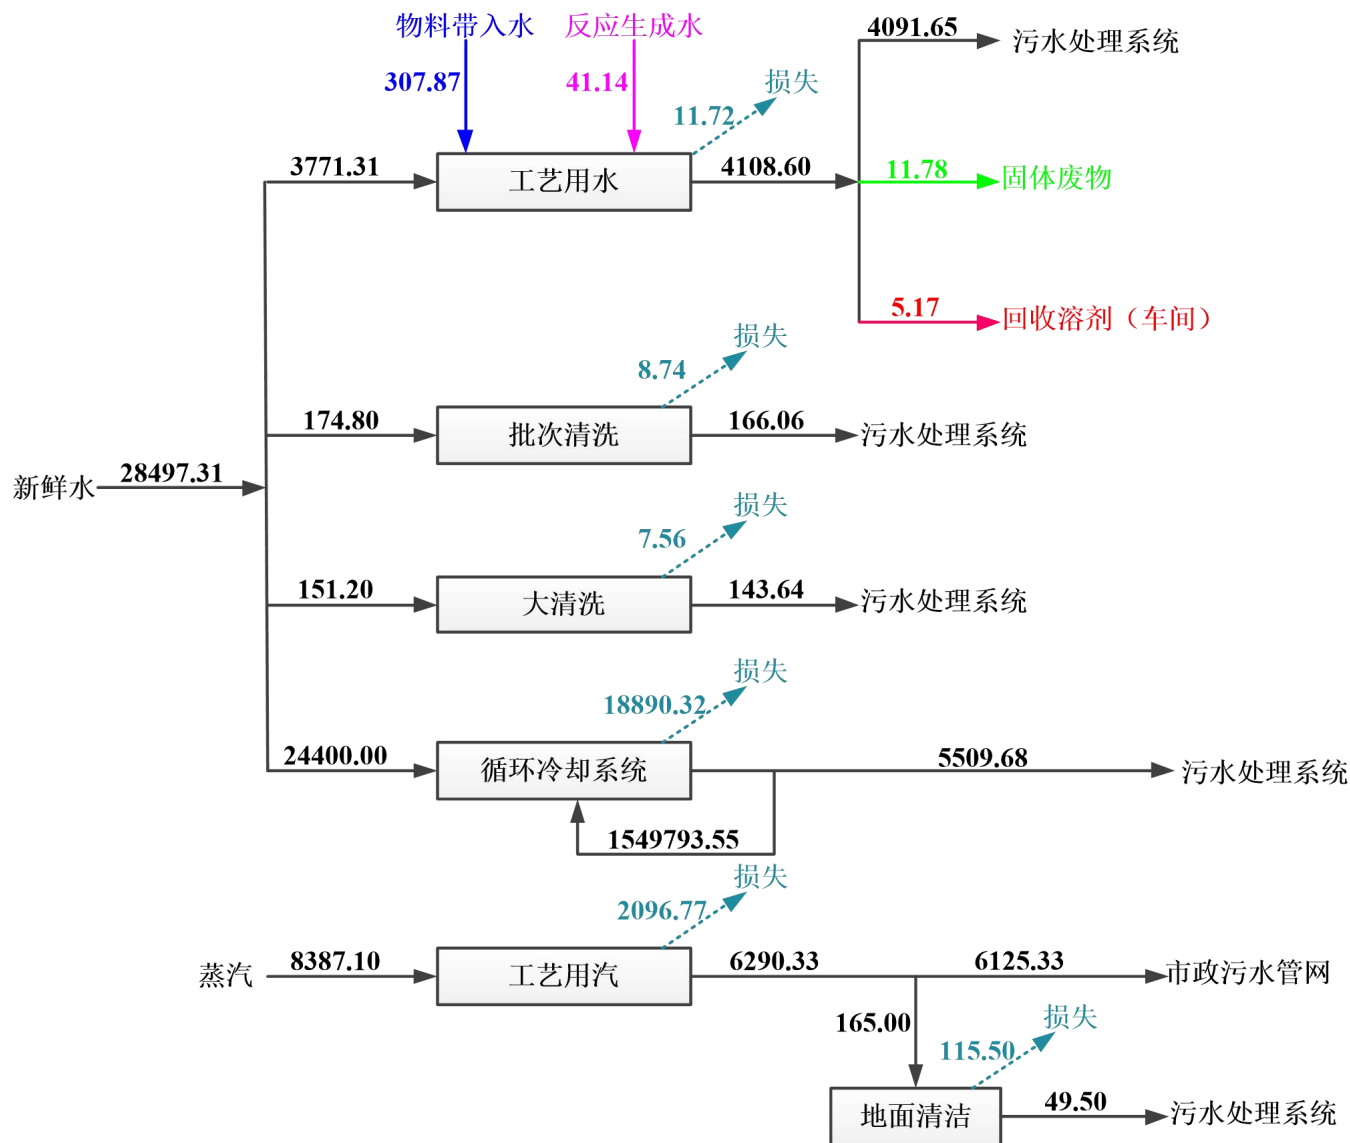 物料带入水
反应生成水
4091.65
污水处理系统
307.87
41.14
损失
11.72
3771.31
工艺用水
4108.60
11.78
固体废物
5.17
回收溶剂（车间）
损失
8.74
174.80
批次清洗
166.06
污水处理系统
新鲜水
28497.31
损失
7.56
151.20
大清洗
143.64
污水处理系统
损失
18890.32
24400.00
循环冷却系统
5509.68
污水处理系统
1549793.55
损失
2096.77
蒸汽
8387.10
工艺用汽
6290.33
6125.33
市政污水管网
165.00
损失
115.50
地面清洁
49.50
污水处理系统